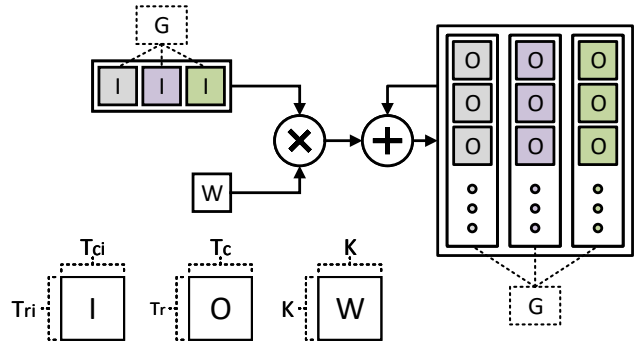 G
I I I
O O O
O O O
O O O
W
G
Tci Tc K
Tri I Tr O K W